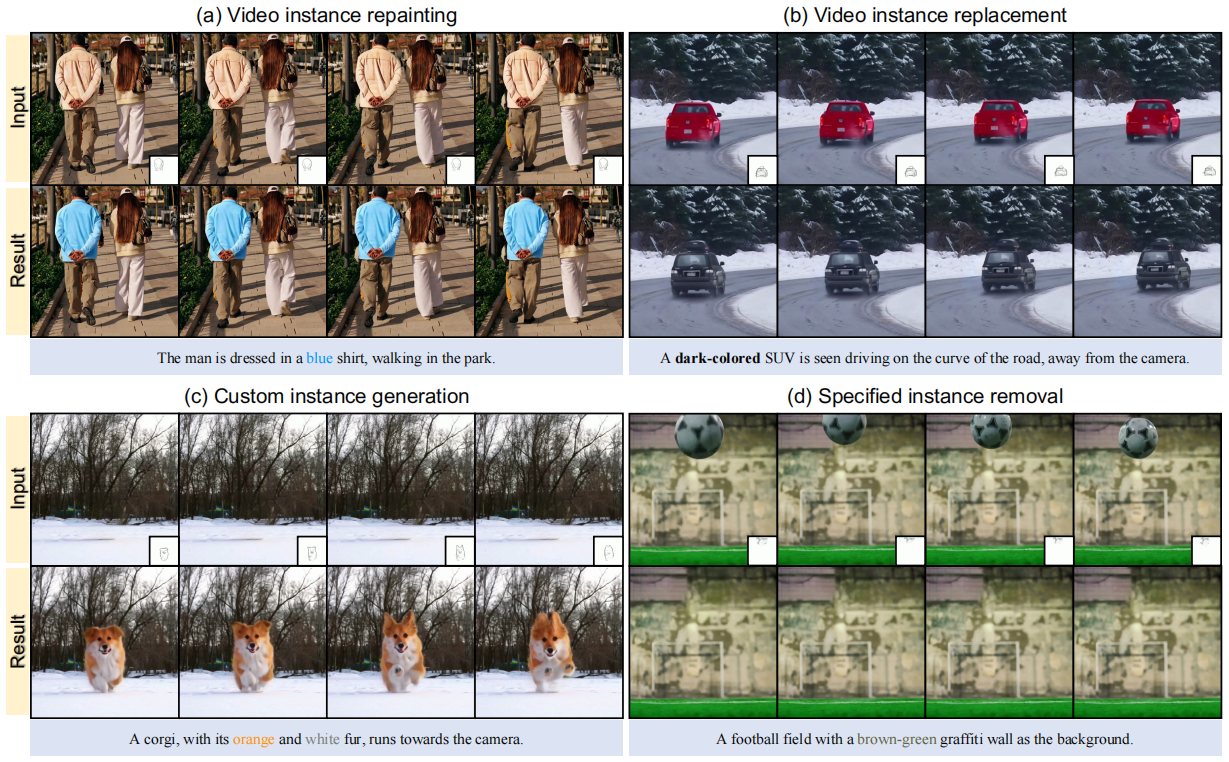 (a) Video instance repainting
(b) Video instance replacement
Input
Result
The man is dressed in a blue shirt, walking in the park.
A dark-colored SUV is seen driving on the curve of the road, away from the camera.
(c) Custom instance generation
(d) Specified instance removal
Input
Result
A corgi, with its orange and white fur, runs towards the camera.
A football field with a brown-green graffiti wall as the background.